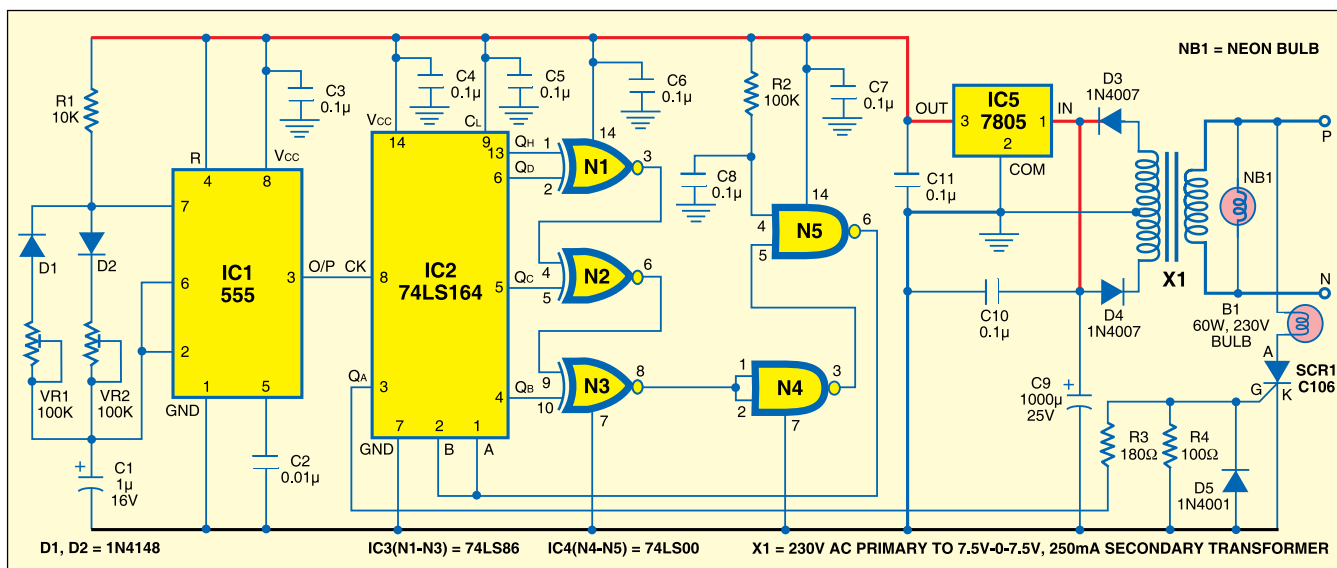 NB1 = NEON BULB
R1
10K
C3
0.1µ
C4
0.1µ
C5
0.1µ
C6
0.1µ
R2
100K
C7
0.1µ
OUT
IC5
7805
IN
3
1
2
COM
D3
1N4007
P
R
4
VCC
8
VCC
14
CL
9
14
QH
13
1
QD
6
2
N1
3
C8
0.1µ
14
4
5
N5
6
C11
0.1µ
NB1
7
D1
D2
6
2
IC1
555
3
O/P
CK
8
IC2
74LS164
QC
5
4
5
N2
6
X1
N
C10
0.1µ
D4
1N4007
B1
60W, 230V
BULB
VR1
100K
VR2
100K
1
GND
5
QA
3
QB
4
9
10
N3
8
7
1
2
N4
3
7
C9
1000µ
25V
A
G
K
SCR1
C106
7
GND
2
B
1
A
C1
1µ
16V
C2
0.01µ
R3
180Ω
R4
100Ω
D5
1N4001
D1, D2 = 1N4148
IC3(N1-N3) = 74LS86
IC4(N4-N5) = 74LS00
X1 = 230V AC PRIMARY TO 7.5V-0-7.5V, 250mA SECONDARY TRANSFORMER